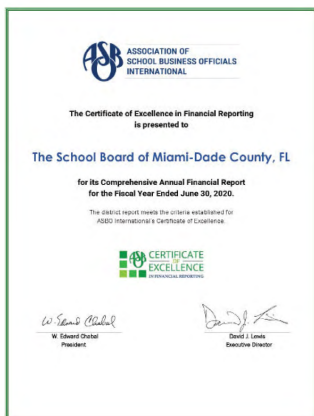 ASBO
ASSOCIATION OF
SCHOOL BUSINESS OFFICIALS
INTERNATIONAL
The Certificate of Excellence in Financial Reporting
is presented to
The School Board of Miami-Dade County, FL
for its Comprehensive Annual Financial Report
for the Fiscal Year Ended June 30, 2020.
The district report meets the criteria established for
ASBO International's Certificate of Excellence.
ASBO
CERTIFICATE
OF
EXCELLENCE
IN FINANCIAL REPORTING
W. Edward Chabal
W. Edward Chabal
President
David J. Lewis
Executive Director